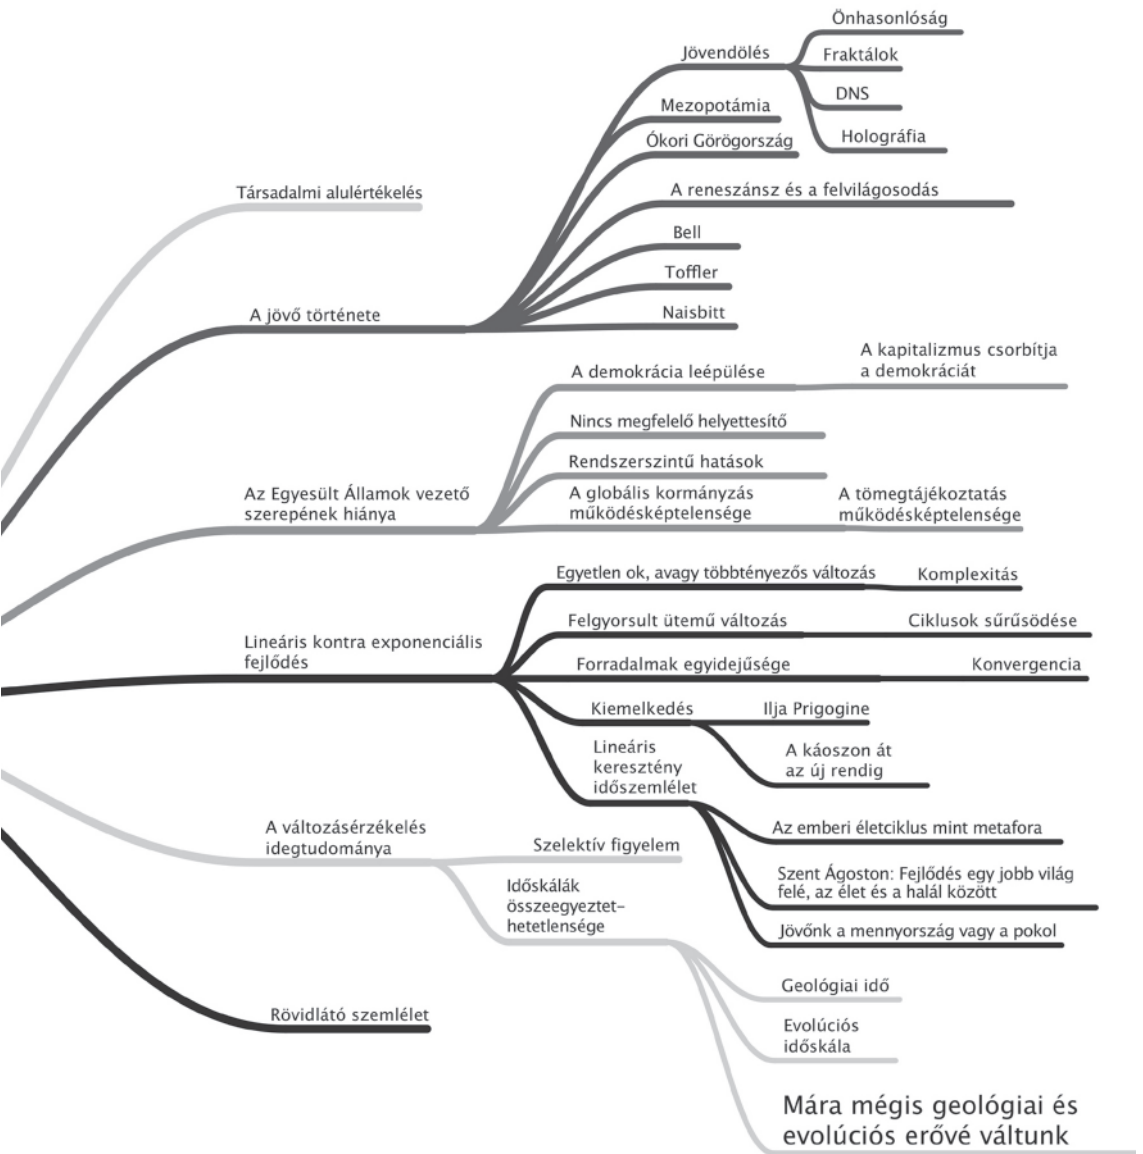 Önhasonlóság
Jövendölés
Fraktálok
DNS
Holográfia
Mezopotámia
Ókori Görögország
Társadalmi alulértékelés
A reneszánsz és a felvilágosodás
Bell
Toffler
A jövő története
Naisbitt
A demokrácia leépülése
A kapitalizmus csorbítja
a demokráciát
Nincs megfelelő helyettesítő
Rendszerszintű hatások
Az Egyesült Államok vezető
szerepének hiánya
A globális kormányzás
működésképtelensége
A tömegtájékoztatás
működésképtelensége
Egyetlen ok, avagy többtényezős változás
Komplexitás
Felgyorsult ütemű változás
Ciklusok sűrűsödése
Lineáris kontra exponenciális
fejlődés
Forradalmak egyidejűsége
Konvergencia
Kiemelkedés
Ilja Prigogine
A káoszon át
az új rendig
Lineáris
keresztény
időszemlélet
Az emberi életciklus mint metafora
Szent Ágoston: Fejlődés egy jobb világ
felé, az élet és a halál között
Jövőnk a mennyország vagy a pokol
A változásérzékelés
idegtudománya
Szelektív figyelem
Időskálák
összeegyeztet–
hetetlensége
Geológiai idő
Evolúciós
időskála
Mára mégis geológiai és
evolúciós erővé váltunk
Rövidlátó szemlélet